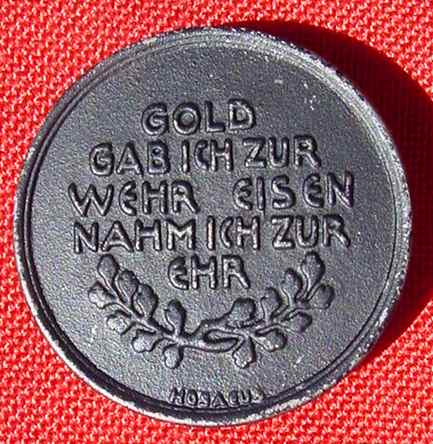 GOLD
GAB ICH ZUR
WEHR EISEN
NAHM ICH ZUR
EHR
HOSAEUS